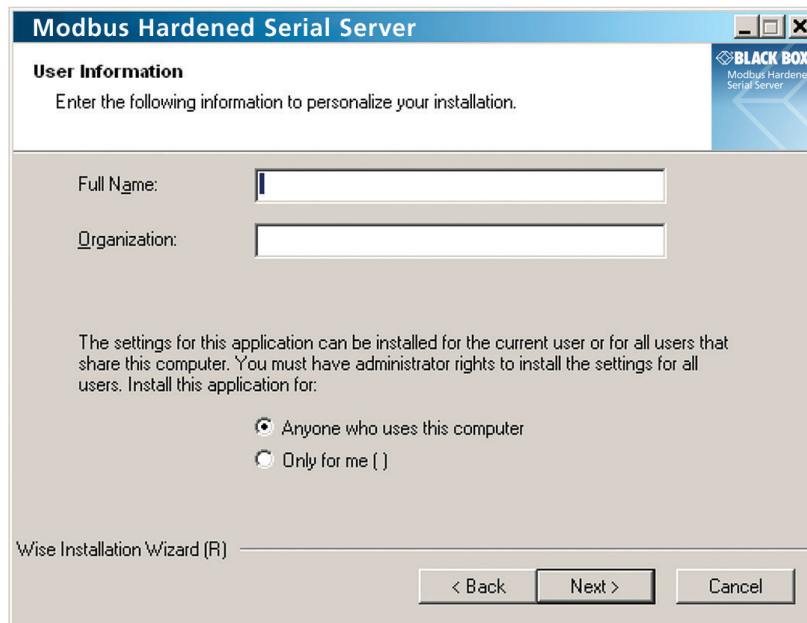 Modbus Hardened Serial Server
BLACK BOX
Modbus Hardene
Serial Server
User Information
Enter the following information to personalize your installation.
Full Name:
Organization:
The settings for this application can be installed for the current user or for all users that
share this computer. You must have administrator rights to install the settings for all
users. Install this application for:
Anyone who uses this computer
Only for me ( )
Wise Installation Wizard (R)
< Back
Next >
Cancel